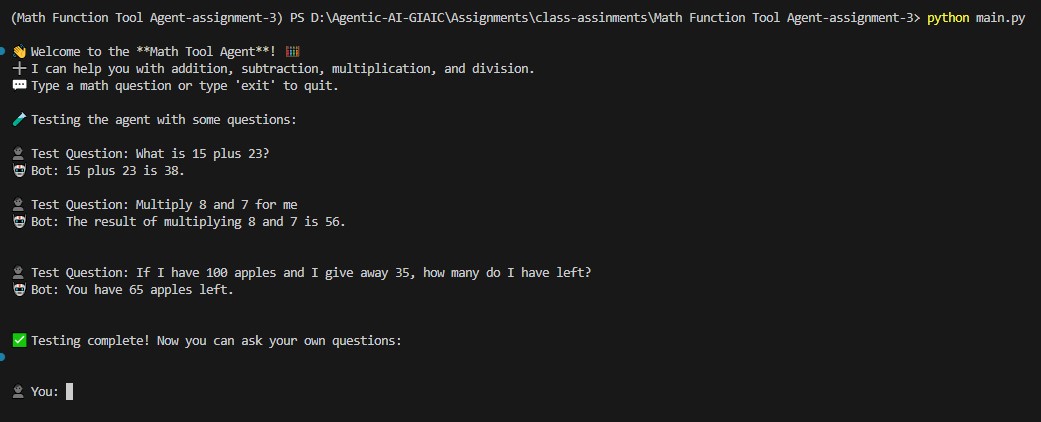 (Math Function Tool Agent-assignment-3) PS D:\Agentic-AI-GIAIC\Assignments\class-assinments\Math Function Tool Agent-assignment-3> python main.py
👋 Welcome to the **Math Tool Agent**! 🧮
➕ I can help you with addition, subtraction, multiplication, and division.
💬 Type a math question or type 'exit' to quit.
🧪 Testing the agent with some questions:
👤 Test Question: What is 15 plus 23?
🤖 Bot: 15 plus 23 is 38.
👤 Test Question: Multiply 8 and 7 for me
🤖 Bot: The result of multiplying 8 and 7 is 56.
👤 Test Question: If I have 100 apples and I give away 35, how many do I have left?
🤖 Bot: You have 65 apples left.
✅ Testing complete! Now you can ask your own questions:
👤 You: